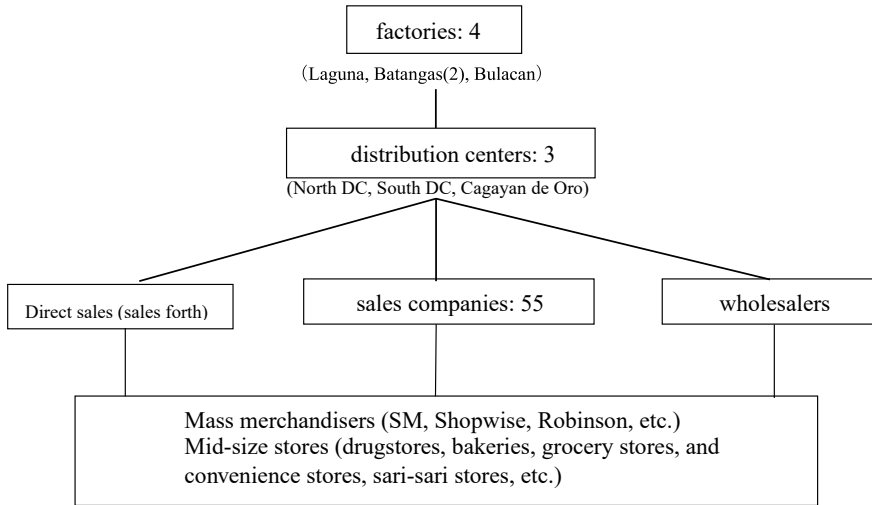 factories: 4
（Laguna, Batangas(2), Bulacan）
distribution centers: 3
(North DC, South DC, Cagayan de Oro)
Direct sales (sales forth)
sales companies: 55
wholesalers
Mass merchandisers (SM, Shopwise, Robinson, etc.)
Mid-size stores (drugstores, bakeries, grocery stores, and
convenience stores, sari-sari stores, etc.)